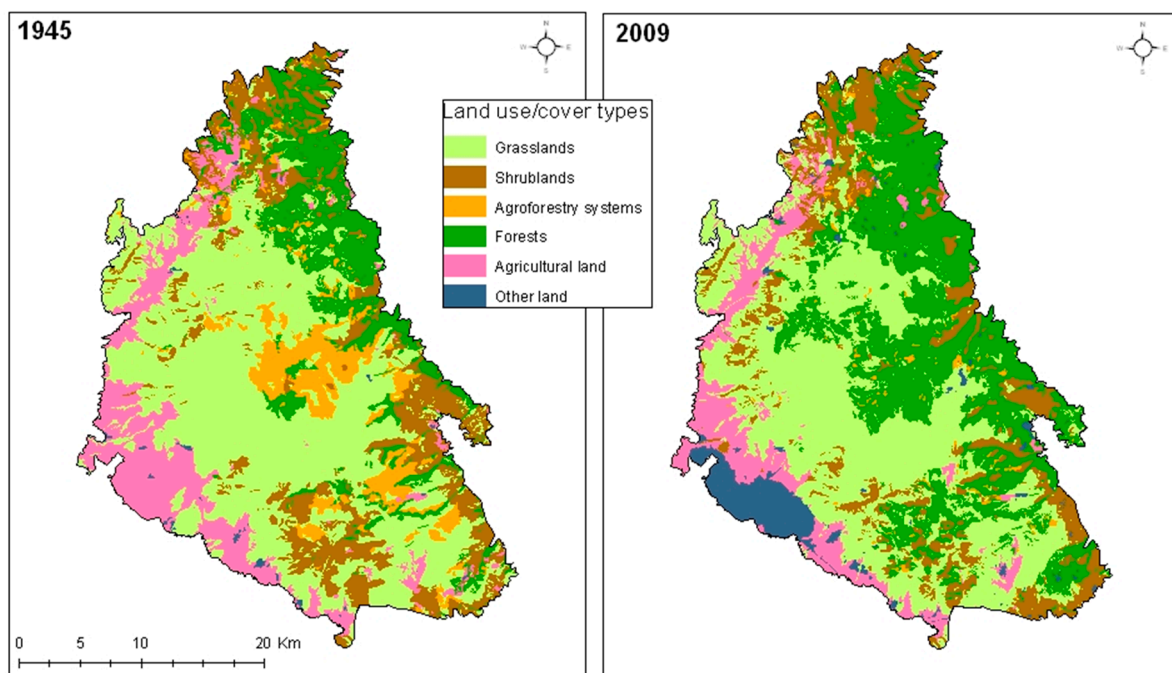 1945
N
W E
S
2009
N
W E
S
Land use/cover types
Grasslands
Shrublands
Agroforestry systems
Forests
Agricultural land
Other land
0 5 10 20 Km